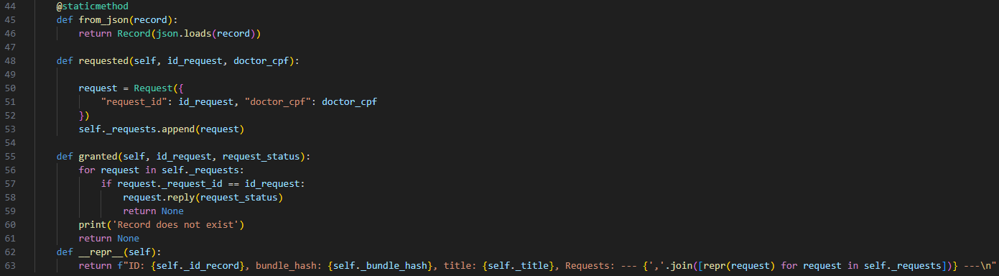 44 @staticmethod
45 def from_json(record):
46 return Record(json.loads(record))
47
48 def requested(self, id_request, doctor_cpf):
49
50 request = Request({
51 "request_id": id_request, "doctor_cpf": doctor_cpf
52 })
53 self._requests.append(request)
54
55 def granted(self, id_request, request_status):
56 for request in self._requests:
57 if request._request_id == id_request:
58 request.reply(request_status)
59 return None
60 print('Record does not exist')
61 return None
62 def __repr__(self):
63 return f"ID: {self._id_record}, bundle_hash: {self._bundle_hash}, title: {self._title}, Requests: --- {','.join([repr(request) for request in self._requests])} ---\n"